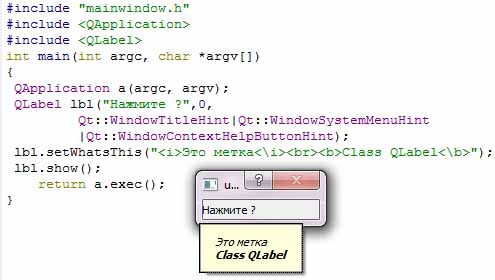 #include "mainwindow.h"
#include <QApplication>
#include <QLabel>
int main(int argc, char *argv[])
{
 QApplication a(argc, argv);
 QLabel lbl("Нажмите ?",0,
         Qt::WindowTitleHint|Qt::WindowSystemMenuHint
         |Qt::WindowContextHelpButtonHint);
 lbl.setWhatsThis("<i>Это метка<\i><br><b>Class QLabel<\b>");
 lbl.show();
    return a.exec();
}
u... ?
Нажмите ?
Это метка
Class QLabel